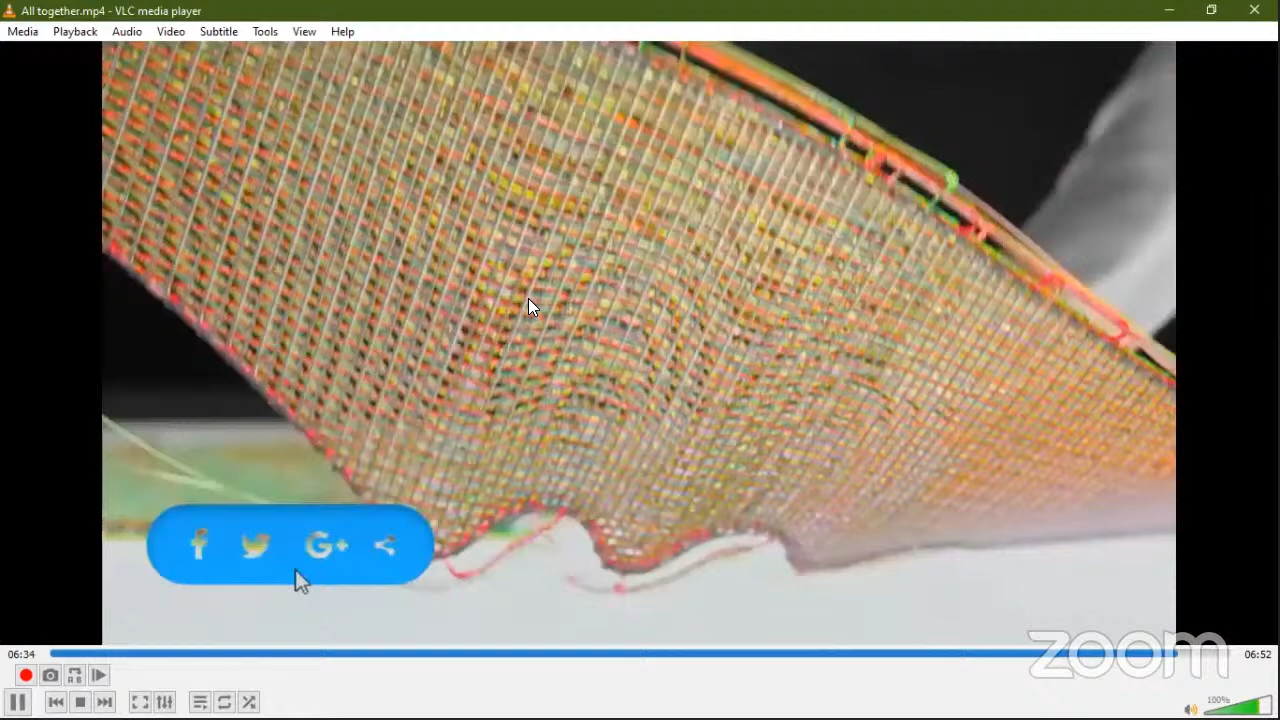 All together.mp4 - VLC media player
Media Playback Audio Video Subtitle Tools View Help
G+
06:34
06:52
zoom
100%